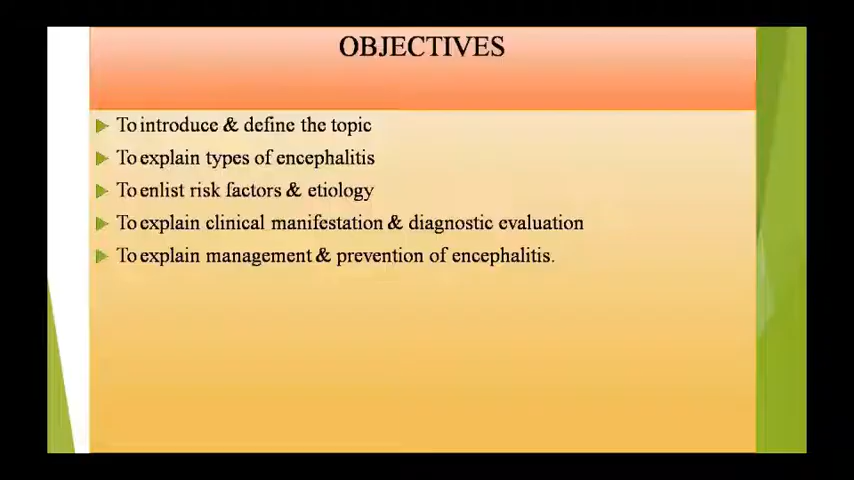 OBJECTIVES
To introduce & define the topic
To explain types of encephalitis
To enlist risk factors & etiology
To explain clinical manifestation & diagnostic evaluation
To explain management & prevention of encephalitis.